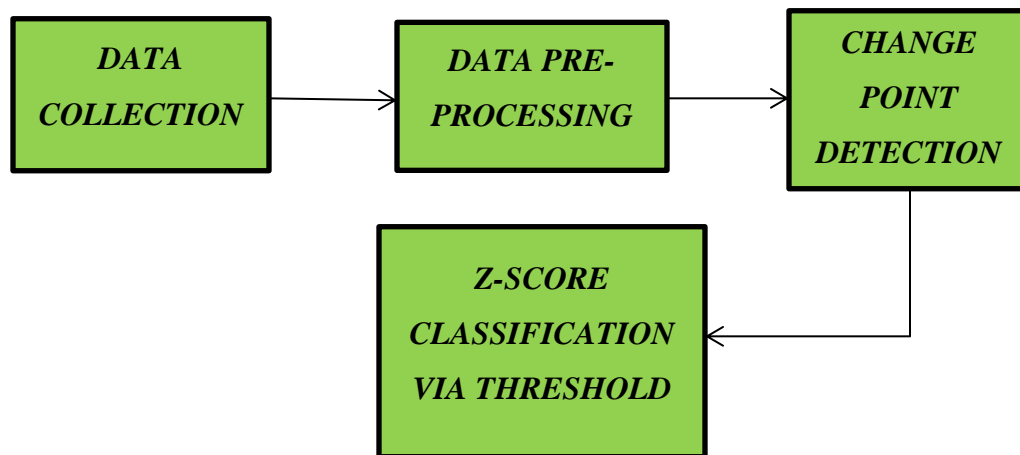 DATA
COLLECTION
DATA PRE-
PROCESSING
CHANGE
POINT
DETECTION
Z-SCORE
CLASSIFICATION
VIA THRESHOLD